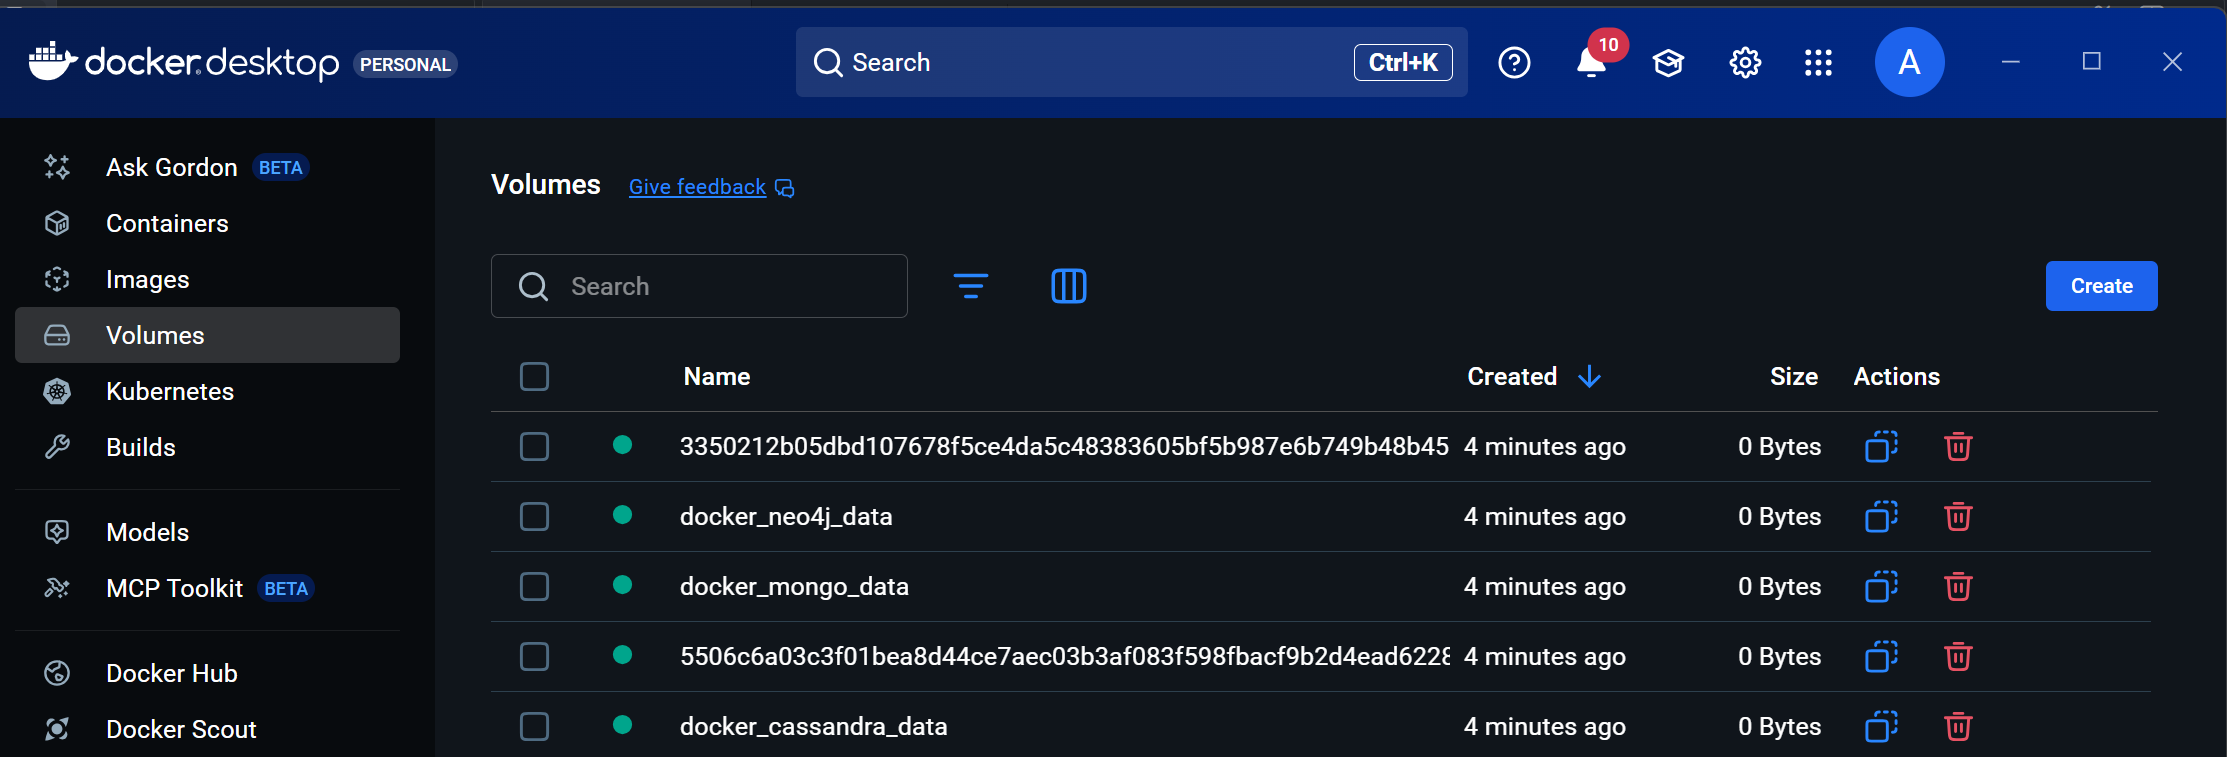 docker desktop PERSONAL
Search Ctrl+K
10
A
Ask Gordon BETA
Containers
Images
Volumes
Kubernetes
Builds
Models
MCP Toolkit BETA
Docker Hub
Docker Scout
Volumes Give feedback
Search
Create
Name Created Size Actions
3350212b05dbd107678f5ce4da5c48383605bf5b987e6b749b48b45 4 minutes ago 0 Bytes
docker_neo4j_data 4 minutes ago 0 Bytes
docker_mongo_data 4 minutes ago 0 Bytes
5506c6a03c3f01bea8d44ce7aec03b3af083f598fbacf9b2d4ead6228 4 minutes ago 0 Bytes
docker_cassandra_data 4 minutes ago 0 Bytes